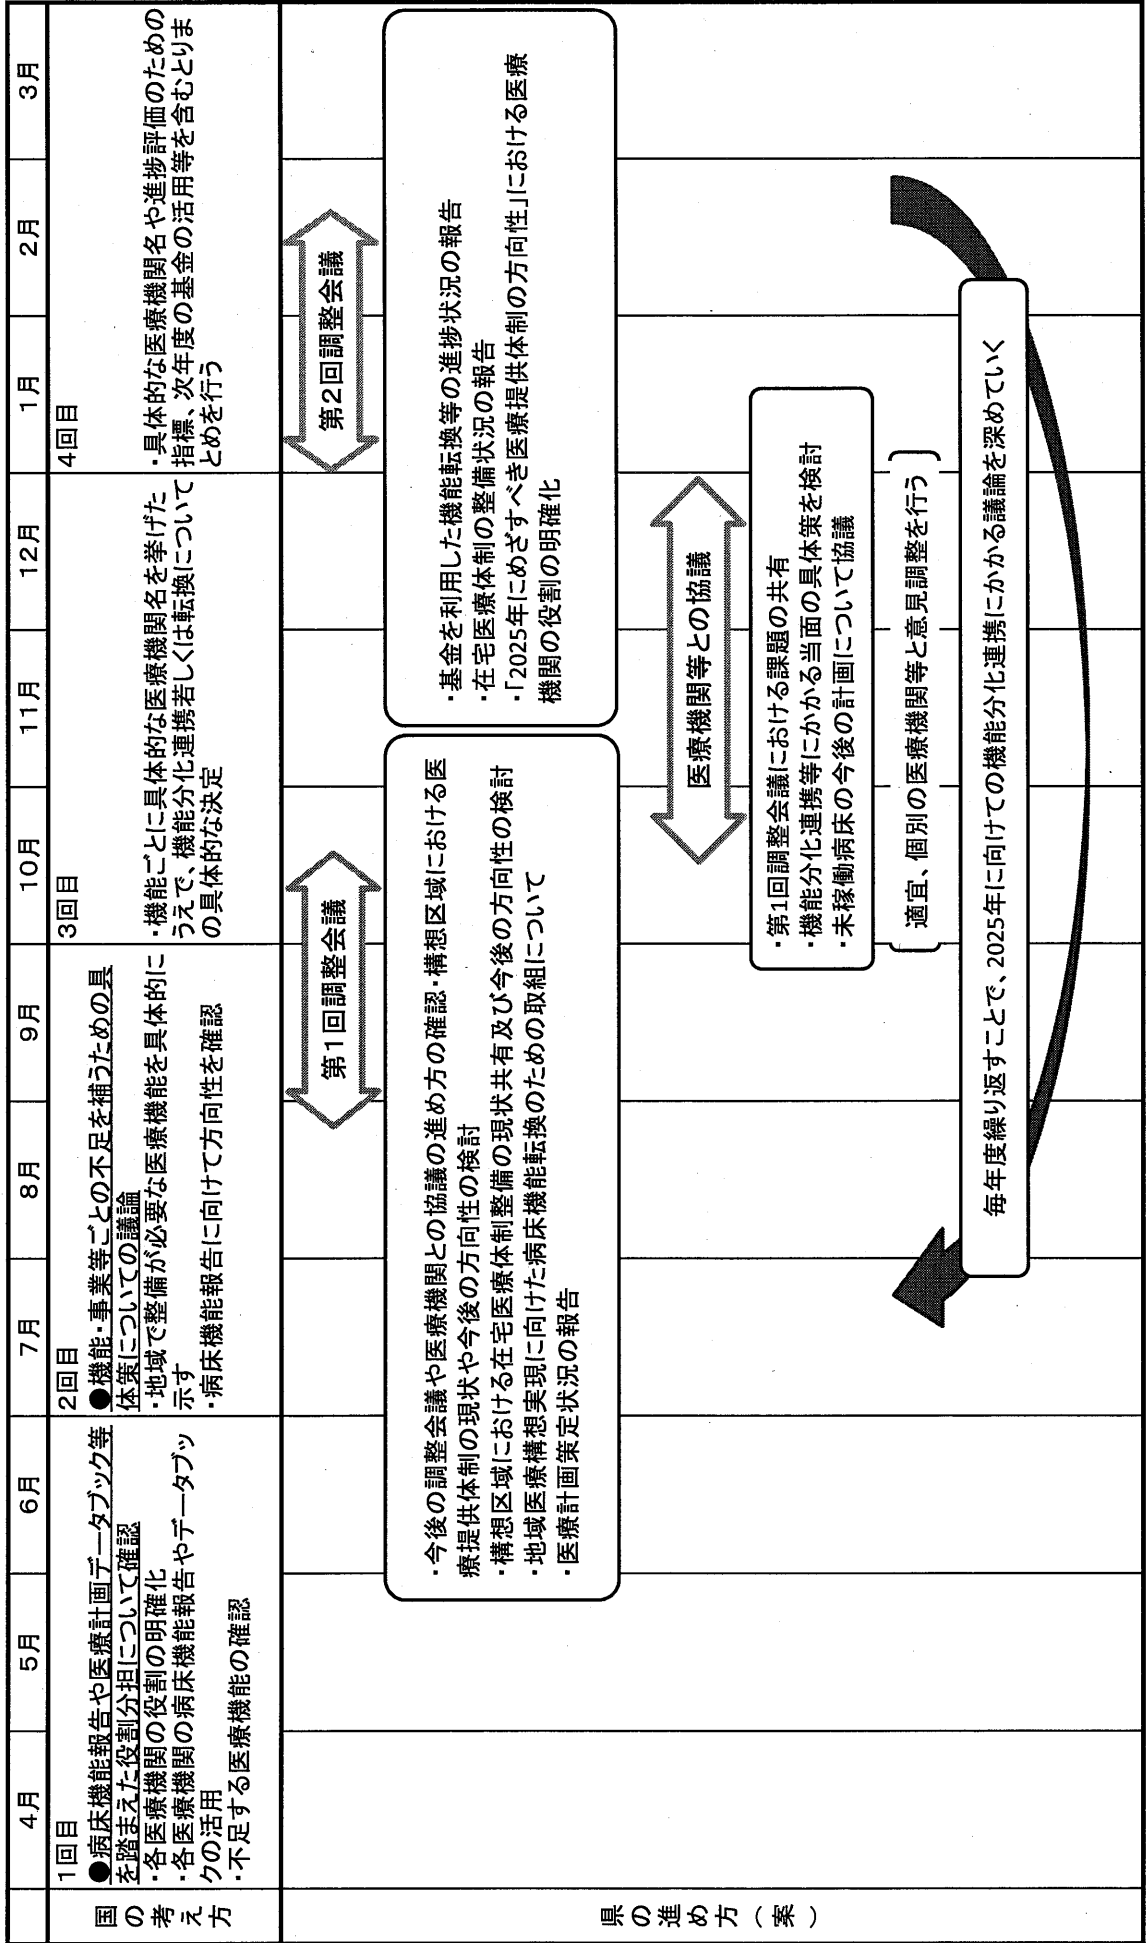 4月
5月
6月
7月
8月
9月
10月
11月
12月
1月
2月
3月
国の考え方
1回目
●病床機能報告や医療計画データブック等
を踏まえた役割分担について確認
・各医療機関の役割の明確化
・各医療機関の病床機能報告やデータブッ
クの活用
・不足する医療機能の確認
2回目
●機能・事業等ごとの不足を補うための具
体策についての議論
・地域で整備が必要な医療機能を具体的に
示す
・病床機能報告に向けて方向性を確認
3回目
・機能ごとに具体的な医療機関名を挙げた
うえで、機能分化連携若しくは転換について
の具体的な決定
4回目
・具体的な医療機関名や進捗評価のための
指標、次年度の基金の活用等を含むとりま
とめを行う
県の進め方(案)
第1回調整会議
・今後の調整会議や医療機関との協議の進め方の確認・構想区域における医
療提供体制の現状や今後の方向性の検討
・構想区域における在宅医療体制整備の現状共有及び今後の方向性の検討
・地域医療構想実現に向けた病床機能転換のための取組について
・医療計画策定状況の報告
第2回調整会議
・基金を利用した機能転換等の進捗状況の報告
・在宅医療体制の整備状況の報告
・「2025年にめざすべき医療提供体制の方向性」における医療
機関の役割の明確化
医療機関等との協議
・第1回調整会議における課題の共有
・機能分化連携等にかかる当面の具体策を検討
・未稼働病床の今後の計画について協議
適宜、個別の医療機関等と意見調整を行う
毎年度繰り返すことで、2025年に向けての機能分化連携にかかる議論を深めていく